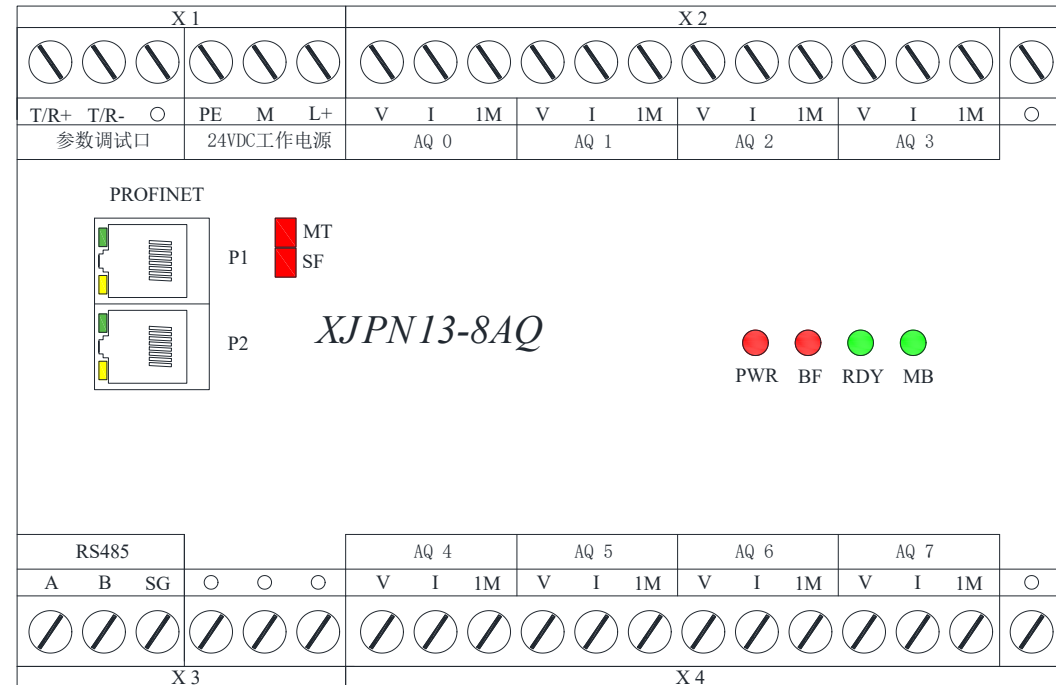 X 1 X 2
T/R+ T/R- ○ PE M L+ V I 1M V I 1M V I 1M V I 1M ○
参数调试口 24VDC工作电源 AQ 0 AQ 1 AQ 2 AQ 3
PROFINET
MT
P1 SF
XJPN13-8AQ
P2
PWR BF RDY MB
RS485 AQ 4 AQ 5 AQ 6 AQ 7
A B SG ○ ○ ○ V I 1M V I 1M V I 1M V I 1M ○
X 3 X 4